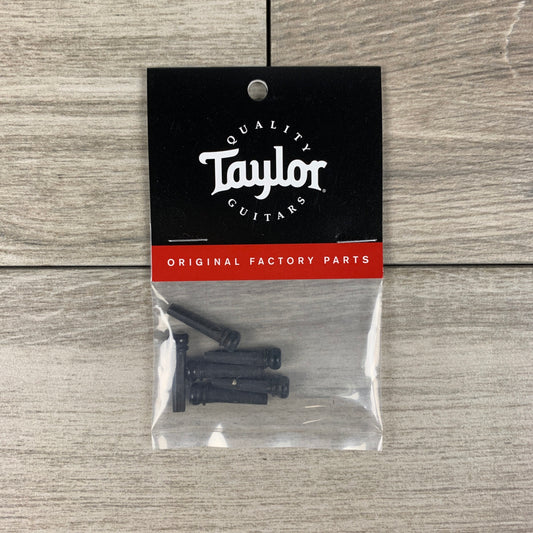 QUALITY
Taylor®
GUITARS
ORIGINAL FACTORY PARTS